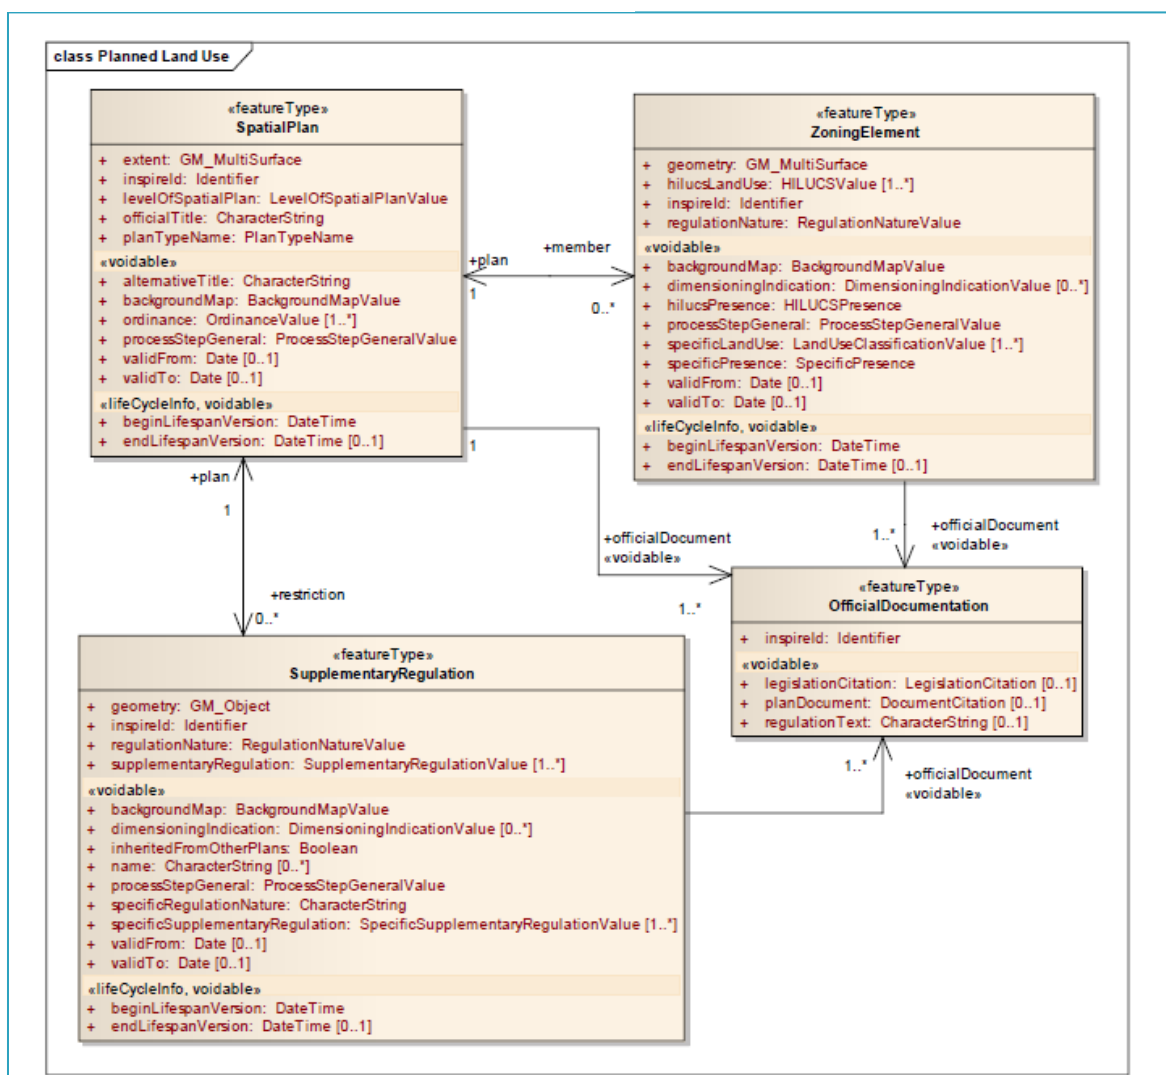 class Planned Land Use
«featureType»
SpatialPlan
+ extent: GM_MultiSurface
+ inspireId: Identifier
+ levelOfSpatialPlan: LevelOfSpatialPlanValue
+ officialTitle: CharacterString
+ planTypeName: PlanTypeName
«voidable»
+ alternativeTitle: CharacterString
+ backgroundMap: BackgroundMapValue
+ ordinance: OrdinanceValue [1..*]
+ processStepGeneral: ProcessStepGeneralValue
+ validFrom: Date [0..1]
+ validTo: Date [0..1]
«lifeCycleInfo, voidable»
+ beginLifespanVersion: DateTime
+ endLifespanVersion: DateTime [0..1]
+plan
1
+member
0..*
«featureType»
ZoningElement
+ geometry: GM_MultiSurface
+ hilucsLandUse: HILUCSValue [1..*]
+ inspireId: Identifier
+ regulationNature: RegulationNatureValue
«voidable»
+ backgroundMap: BackgroundMapValue
+ dimensioningIndication: DimensioningIndicationValue [0..*]
+ hilucsPresence: HILUCSPresence
+ processStepGeneral: ProcessStepGeneralValue
+ specificLandUse: LandUseClassificationValue [1..*]
+ specificPresence: SpecificPresence
+ validFrom: Date [0..1]
+ validTo: Date [0..1]
«lifeCycleInfo, voidable»
+ beginLifespanVersion: DateTime
+ endLifespanVersion: DateTime [0..1]
1
+plan
1
+officialDocument
«voidable»
1..*
1..*
+officialDocument
«voidable»
+restriction
0..*
«featureType»
OfficialDocumentation
+ inspireId: Identifier
«voidable»
+ legislationCitation: LegislationCitation [0..1]
+ planDocument: DocumentCitation [0..1]
+ regulationText: CharacterString [0..1]
1..*
+officialDocument
«voidable»
«featureType»
SupplementaryRegulation
+ geometry: GM_Object
+ inspireId: Identifier
+ regulationNature: RegulationNatureValue
+ supplementaryRegulation: SupplementaryRegulationValue [1..*]
«voidable»
+ backgroundMap: BackgroundMapValue
+ dimensioningIndication: DimensioningIndicationValue [0..*]
+ inheritedFromOtherPlans: Boolean
+ name: CharacterString [0..*]
+ processStepGeneral: ProcessStepGeneralValue
+ specificRegulationNature: CharacterString
+ specificSupplementaryRegulation: SpecificSupplementaryRegulationValue [1..*]
+ validFrom: Date [0..1]
+ validTo: Date [0..1]
«lifeCycleInfo, voidable»
+ beginLifespanVersion: DateTime
+ endLifespanVersion: DateTime [0..1]